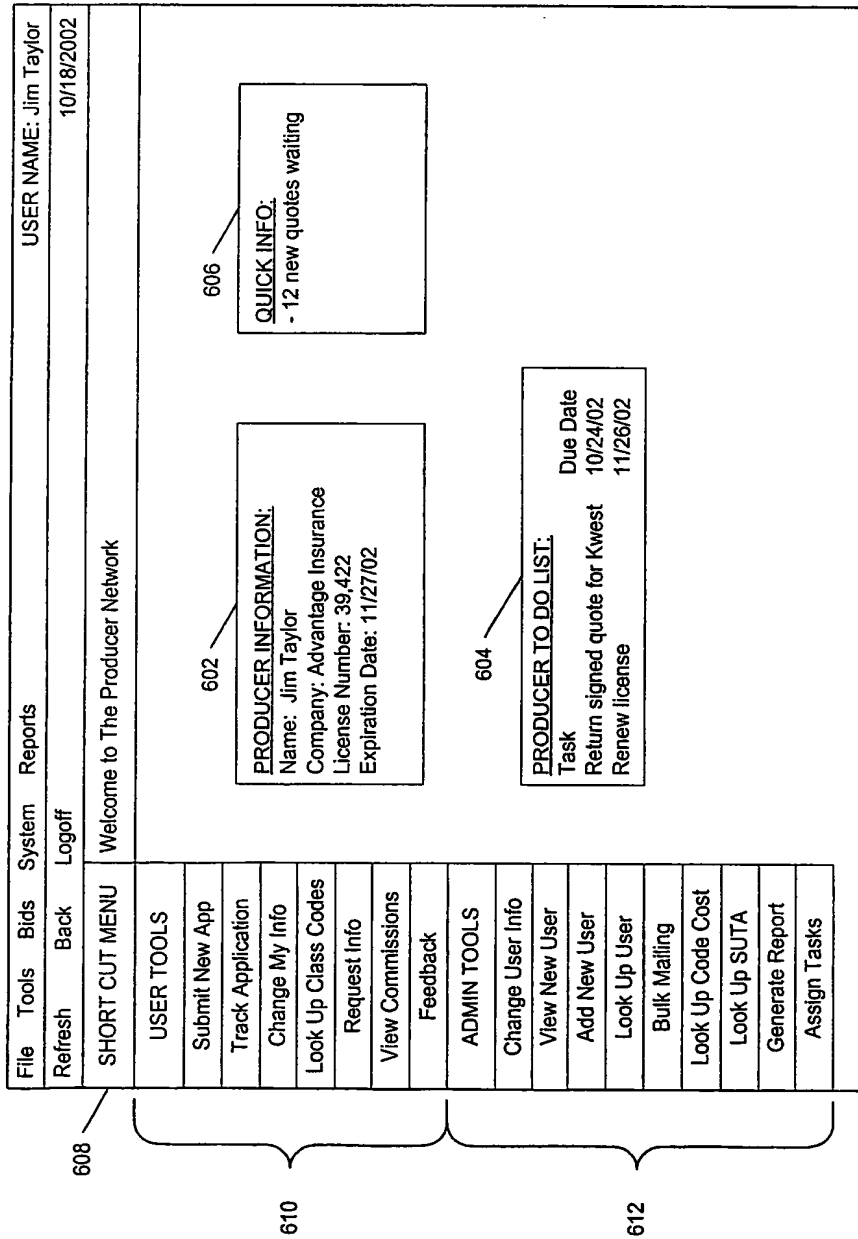 File Tools Bids System Reports USER NAME: Jim Taylor
Refresh Back Logoff 10/18/2002
SHORT CUT MENU Welcome to The Producer Network
608
610
USER TOOLS
Submit New App
Track Application
Change My Info
Look Up Class Codes
Request Info
View Commissions
Feedback
612
ADMIN TOOLS
Change User Info
View New User
Add New User
Look Up User
Bulk Mailing
Look Up Code Cost
Look Up SUTA
Generate Report
Assign Tasks
602
PRODUCER INFORMATION:
Name: Jim Taylor
Company: Advantage Insurance
License Number: 39,422
Expiration Date: 11/27/02
606
QUICK INFO:
- 12 new quotes waiting
604
PRODUCER TO DO LIST:
Task Due Date
Return signed quote for Kwest 10/24/02
Renew license 11/26/02